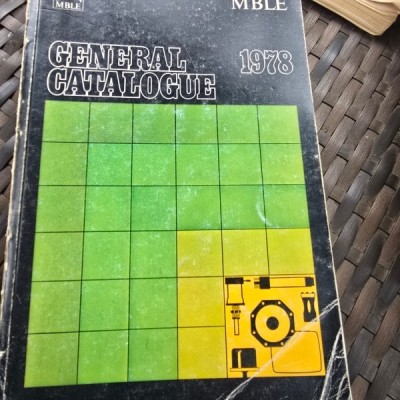 MBLE
MBLE
GENERAL 1978
CATALOGUE